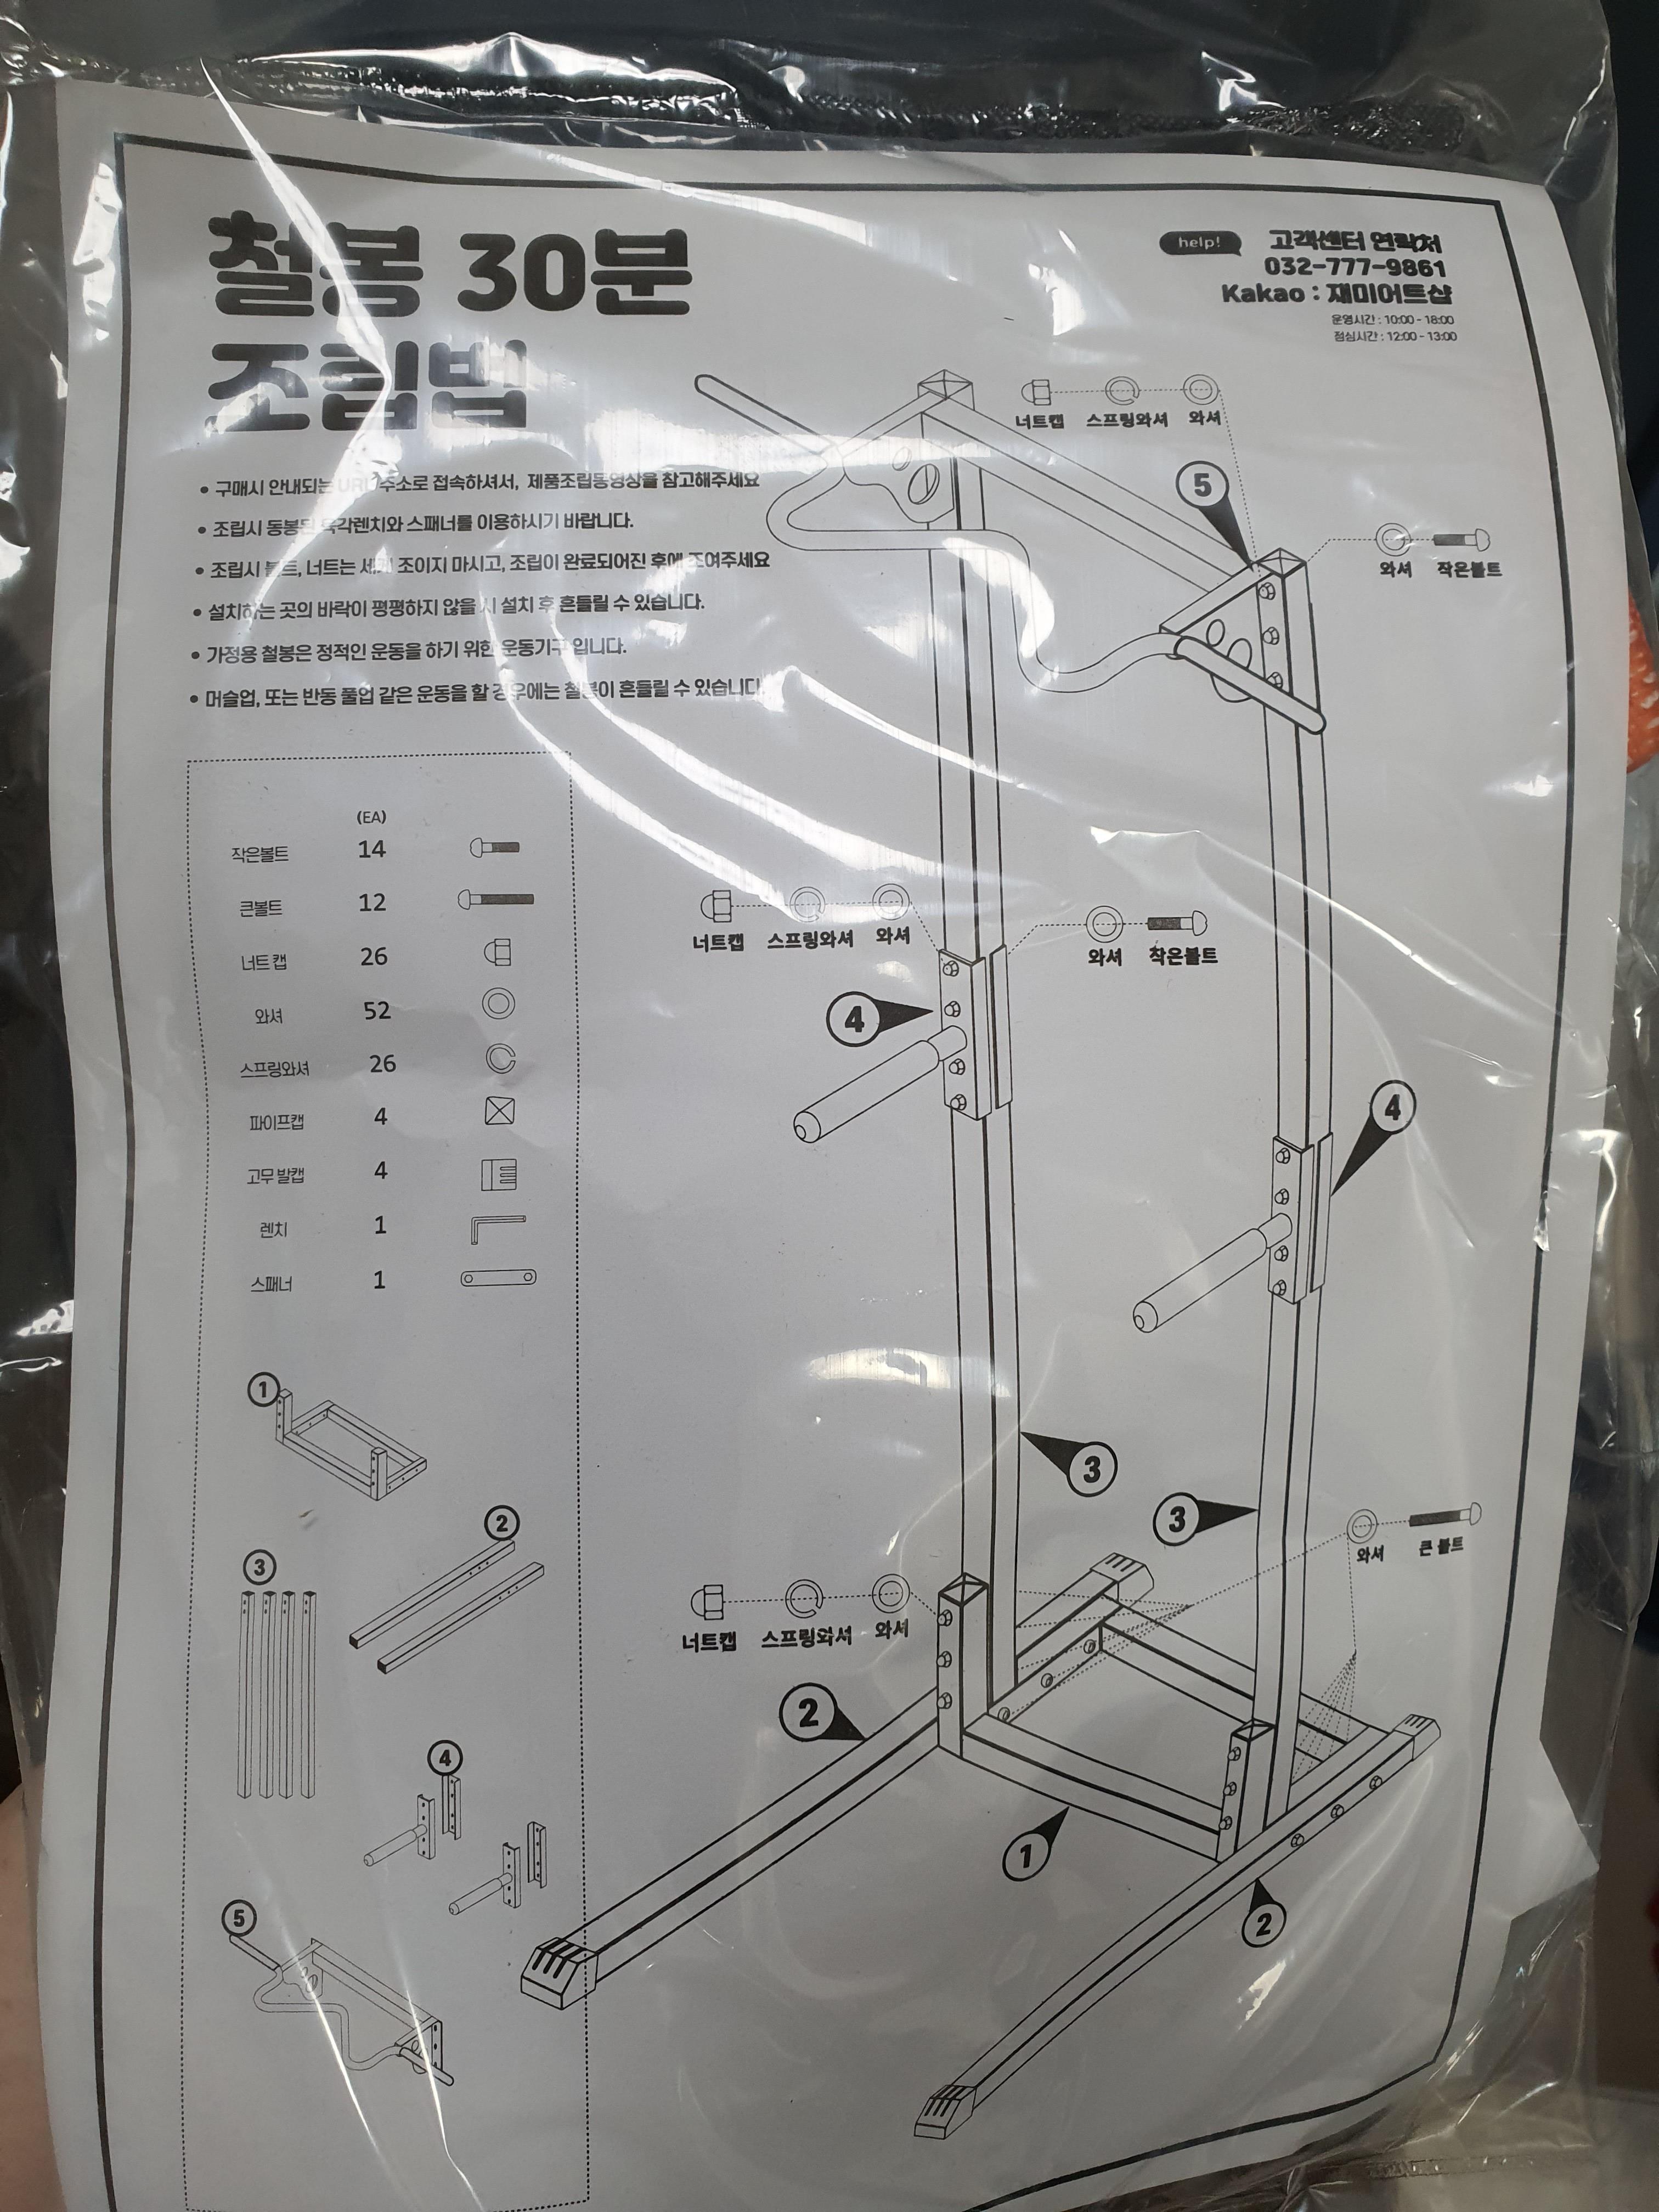 철봉 30분
조립법
help!
고객센터 연락처
032-777-9861
Kakao : 재미어트샵
운영시간 : 10:00 - 18:00
점심시간 : 12:00 - 13:00
• 구매시 안내되는 URL주소로 접속하셔서, 제품조립동영상을 참고해주세요
• 조립시 동봉된 육각렌치와 스패너를 이용하시기 바랍니다.
• 조립시 볼트, 너트는 세게 조이지 마시고, 조립이 완료되어진 후에 조여주세요
• 설치하는 곳의 바닥이 평평하지 않을 시 설치 후 흔들릴 수 있습니다.
• 가정용 철봉은 정적인 운동을 하기 위한 운동기구 입니다.
• 머슬업, 또는 반동 풀업 같은 운동을 할 경우에는 철봉이 흔들릴 수 있습니다.
(EA)
작은볼트 14
큰볼트 12
너트 캡 26
와셔 52
스프링와셔 26
파이프캡 4
고무 발캡 4
렌치 1
스패너 1
1
2
3
4
5
너트캡 스프링와셔 와셔
5
와셔 작은볼트
너트캡 스프링와셔 와셔
와셔 작은볼트
4
4
3
3
와셔 큰 볼트
너트캡 스프링와셔 와셔
2
1
2